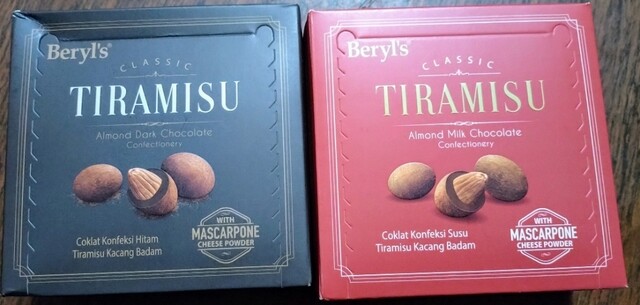 Beryl's®
CLASSIC
TIRAMISU
Almond Dark Chocolate
Confectionery
Coklat Konfeksi Hitam
Tiramisu Kacang Badam
WITH
MASCARPONE
CHEESE POWDER
Beryl's®
CLASSIC
TIRAMISU
Almond Milk Chocolate
Confectionery
Coklat Konfeksi Susu
Tiramisu Kacang Badam
WITH
MASCARPONE
CHEESE POWDER